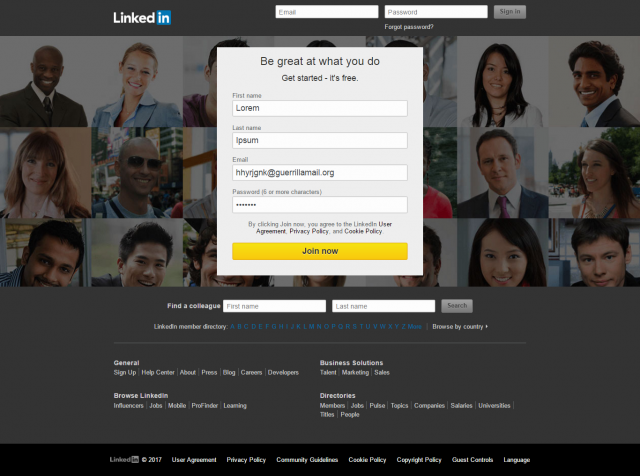 LinkedIn
Email
Password
Sign in
Forgot password?
Be great at what you do
Get started - it's free.
First name
Lorem
Last name
Ipsum
Email
hhyrjgnk@guerrillamail.org
Password (6 or more characters)
•••••••
By clicking Join now, you agree to the LinkedIn User
Agreement, Privacy Policy, and Cookie Policy.
Join now
Find a colleague First name Last name Search
LinkedIn member directory: A B C D E F G H I J K L M N O P Q R S T U V W X Y Z More | Browse by country
General
Sign Up | Help Center | About | Press | Blog | Careers | Developers
Business Solutions
Talent | Marketing | Sales
Browse LinkedIn
Influencers | Jobs | Mobile | ProFinder | Learning
Directories
Members | Jobs | Pulse | Topics | Companies | Salaries | Universities |
Titles | People
LinkedIn © 2017 User Agreement Privacy Policy Community Guidelines Cookie Policy Copyright Policy Guest Controls Language